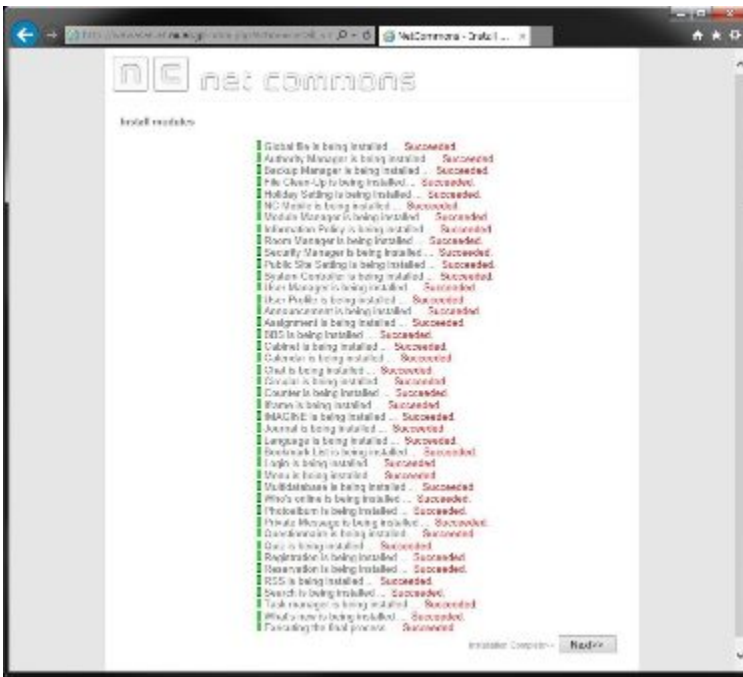 NetCommons - Install ...
nc net commons
Install modules
Global file is being installed ... Succeeded.
Authority Manager is being installed ... Succeeded.
Backup Manager is being installed ... Succeeded.
File Clean-Up is being installed ... Succeeded.
Holiday Setting is being installed ... Succeeded.
NC Mobile is being installed ... Succeeded.
Module Manager is being installed ... Succeeded.
Information Policy is being installed ... Succeeded.
Room Manager is being installed ... Succeeded.
Security Manager is being installed ... Succeeded.
Public Site Setting is being installed ... Succeeded.
System Controller is being installed ... Succeeded.
User Manager is being installed ... Succeeded.
User Profile is being installed ... Succeeded.
Announcement is being installed ... Succeeded.
Assignment is being installed ... Succeeded.
BBS is being installed ... Succeeded.
Cabinet is being installed ... Succeeded.
Calendar is being installed ... Succeeded.
Chat is being installed ... Succeeded.
Circular is being installed ... Succeeded.
Counter is being installed ... Succeeded.
Iframe is being installed ... Succeeded.
IMAGINE is being installed ... Succeeded.
Journal is being installed ... Succeeded.
Language is being installed ... Succeeded.
Bookmark List is being installed ... Succeeded.
Login is being installed ... Succeeded.
Menu is being installed ... Succeeded.
Multidatabase is being installed ... Succeeded.
Who's online is being installed ... Succeeded.
Photoalbum is being installed ... Succeeded.
Private Message is being installed ... Succeeded.
Questionnaire is being installed ... Succeeded.
Quiz is being installed ... Succeeded.
Registration is being installed ... Succeeded.
Reservation is being installed ... Succeeded.
RSS is being installed ... Succeeded.
Search is being installed ... Succeeded.
Task manager is being installed ... Succeeded.
What's new is being installed ... Succeeded.
Executing the final process ... Succeeded.
Installation Complete>> Next>>